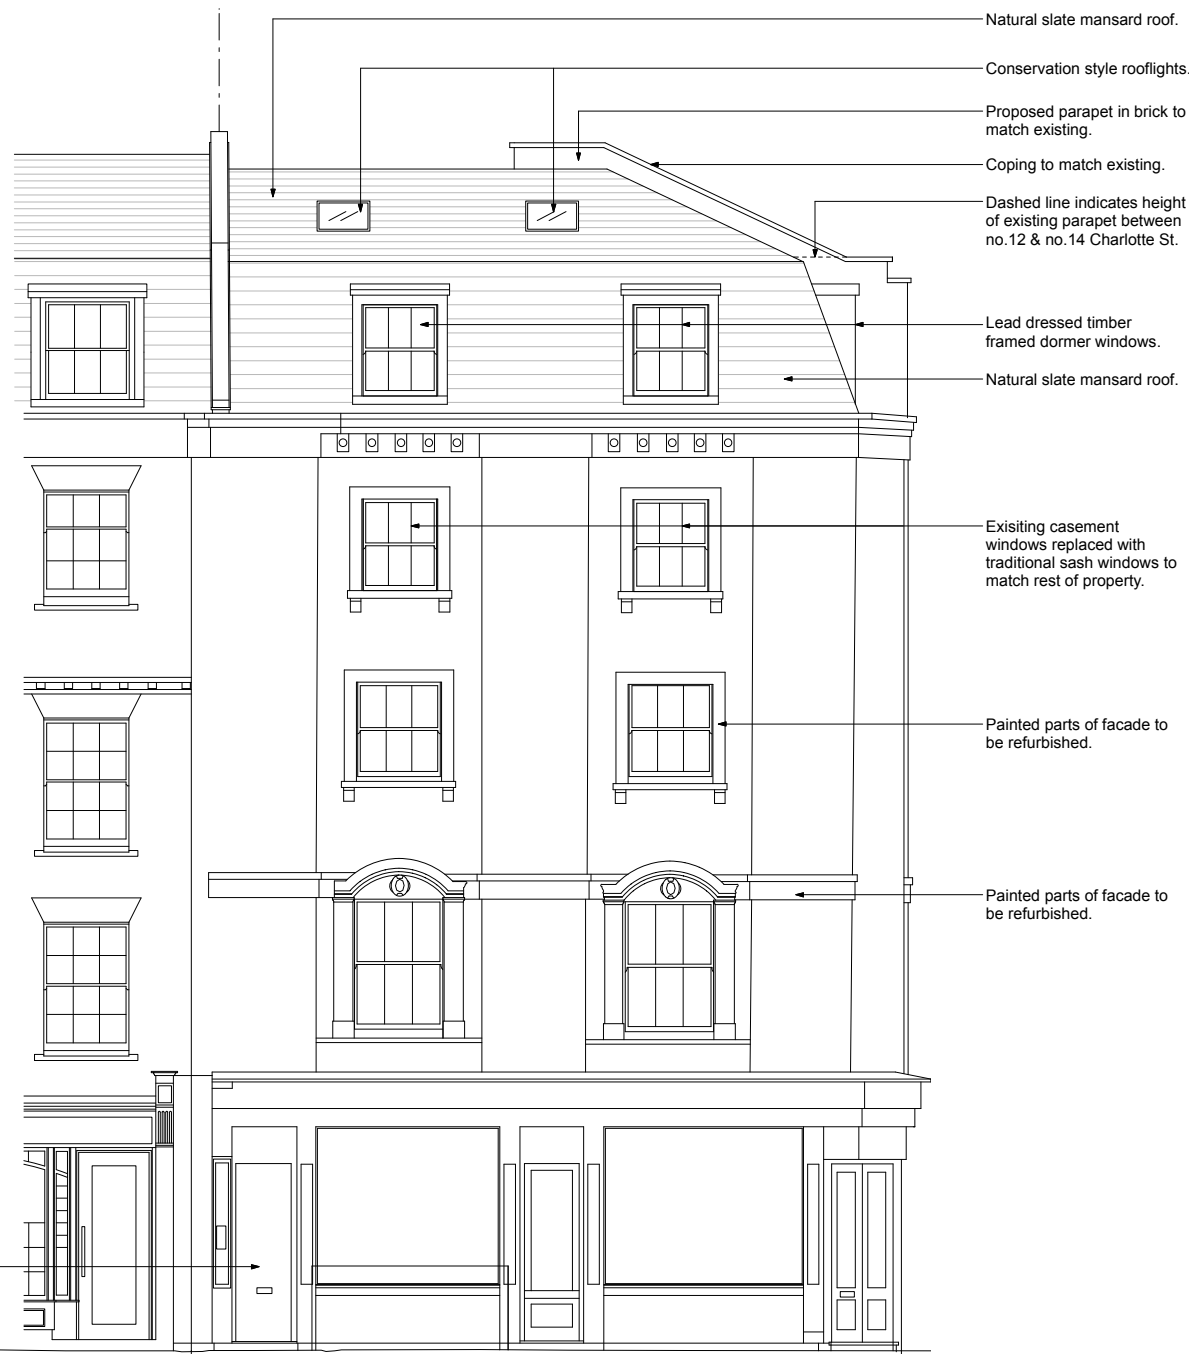 Natural slate mansard roof.
Conservation style rooflights.
Proposed parapet in brick to
match existing.
Coping to match existing.
Dashed line indicates height
of existing parapet between
no.12 & no.14 Charlotte St.
Lead dressed timber
framed dormer windows.
Natural slate mansard roof.
Exisiting casement
windows replaced with
traditional sash windows to
match rest of property.
Painted parts of facade to
be refurbished.
Painted parts of facade to
be refurbished.